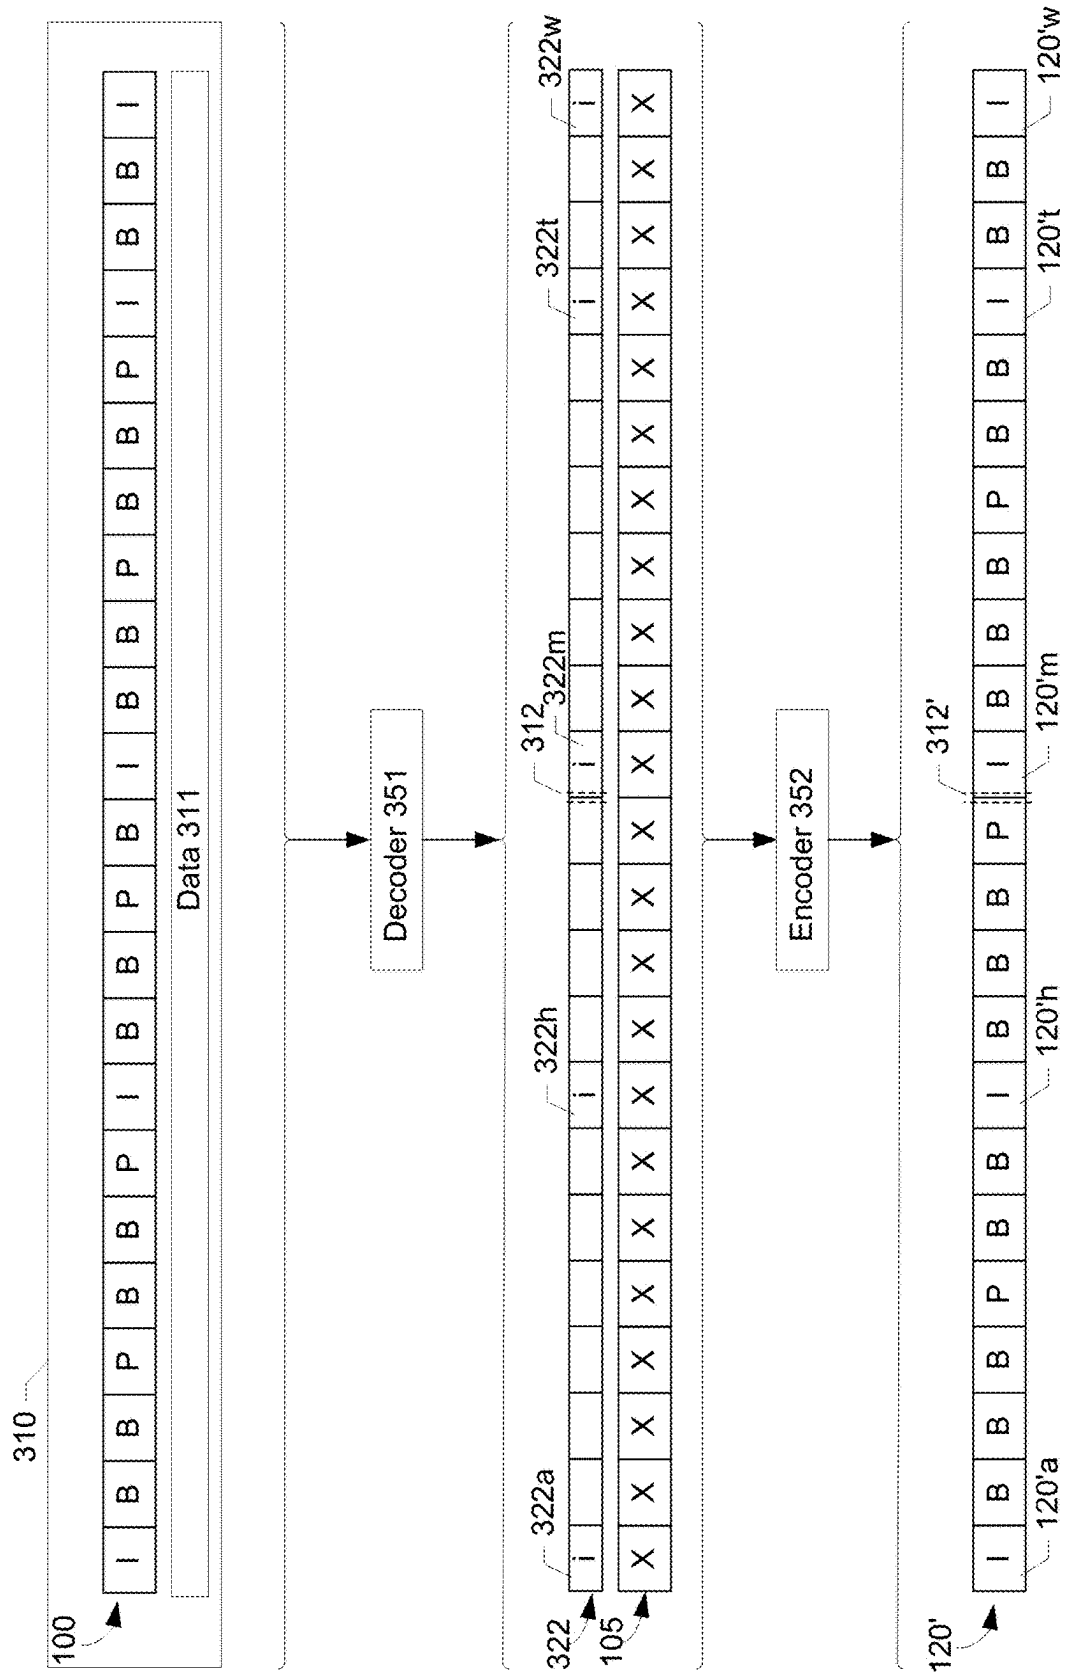 310
100
I B B P B B P I B B P B I B B P B B P I B B I
Data 311
Decoder 351
322a 322h 312 322m 322t 322w
322
i i i i i
105
X X X X X X X X X X X X X X X X X X X X X X X
Encoder 352
312'
120'
I B B B P B B I B B B P I B B B P B B I B B I
120'a 120'h 120'm 120't 120'w